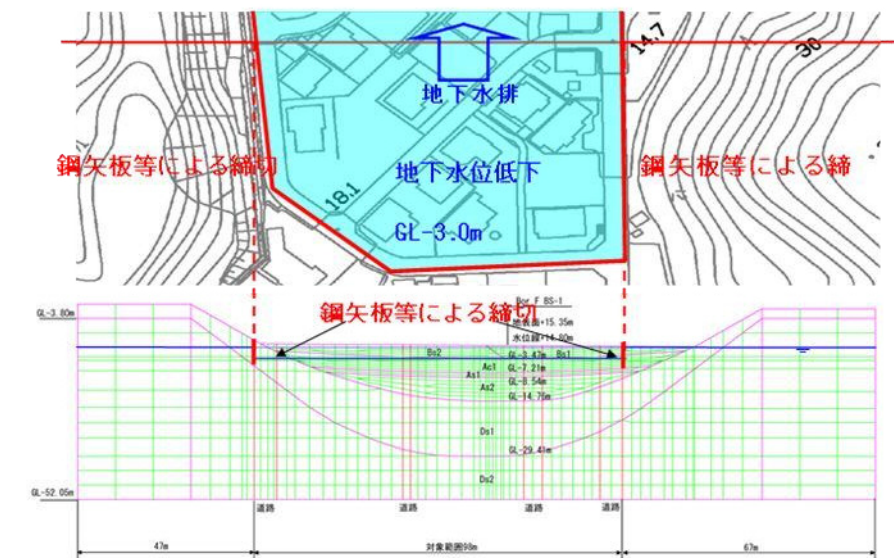 14.7
30
地下水排
鋼矢板等による締切
地下水位低下
鋼矢板等による締
18.1
GL-3.0m
鋼矢板等による締切
Bor F BS-1
GL-3.80m
地表面+15.35m
水位線+14.80m
Bs2
GL-3.47m
Bs1
Ac1
GL-7.21m
As1
GL-8.54m
As2
GL-14.76m
Ds1
GL-29.41m
Ds2
GL-52.05m
道路
道路
道路
道路
47m
対象範囲98m
67m